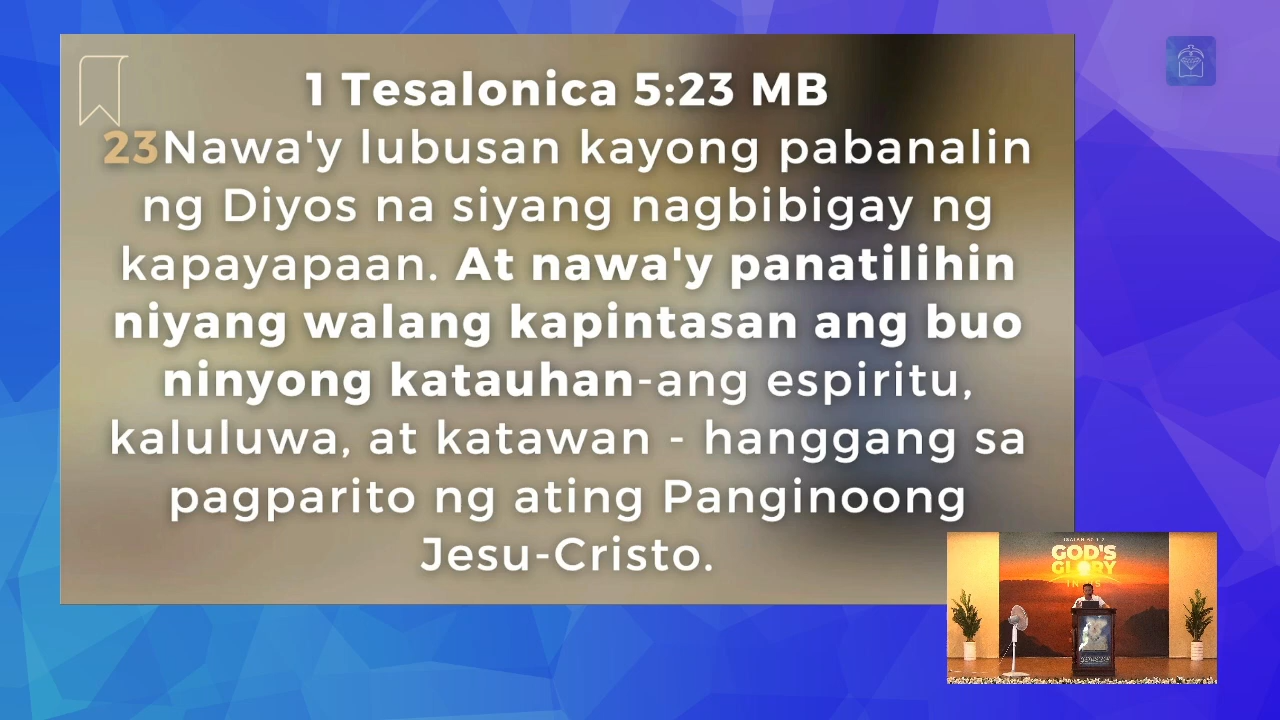 1 Tesalonica 5:23 MB
23Nawa'y lubusan kayong pabanalin
ng Diyos na siyang nagbibigay ng
kapayapaan. At nawa'y panatilihin
niyang walang kapintasan ang buo
ninyong katauhan-ang espiritu,
kaluluwa, at katawan - hanggang sa
pagparito ng ating Panginoong
Jesu-Cristo.
GOD'S
GLORY